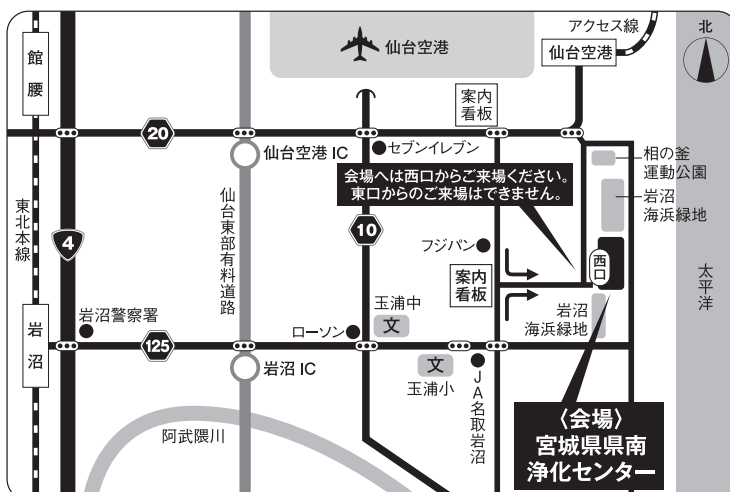 アクセス線
仙台空港
仙台空港
北
館腰
案内
看板
20
仙台空港 IC
セブンイレブン
相の釜
運動公園
会場へは西口からご来場ください。
東口からのご来場はできません。
岩沼
海浜緑地
東北本線
4
仙台東部有料道路
10
フジパン
西口
太平洋
案内
看板
岩沼
岩沼警察署
玉浦中
文
ローソン
岩沼
海浜緑地
125
岩沼 IC
文
玉浦小
JA名取岩沼
阿武隈川
〈会場〉
宮城県県南
浄化センター